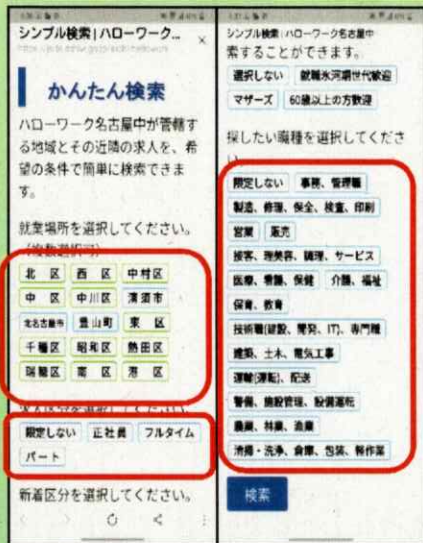 シンプル検索 | ハローワーク...
×
かんたん検索
ハローワーク名古屋中が管轄す
る地域とその近隣の求人を、希
望の条件で簡単に検索できま
す。
就業場所を選択してください。
(複数選択可)
北 区 西 区 中村区
中 区 中川区 清須市
北名古屋市 豊山町 東 区
千種区 昭和区 熱田区
瑞穂区 南 区 港 区
限定しない 正社員 フルタイム
パート
新着区分を選択してください。
シンプル検索 | ハローワーク名古屋中
索することができます。
選択しない 就職氷河期世代歓迎
マザーズ 60歳以上の方歓迎
探したい職種を選択してくださ
い
限定しない 事務、管理職
製造、修理、保全、検査、印刷
営業 販売
接客、理美容、調理、サービス
医療、看護、保健 介護、福祉
保育、教育
技術職(建設、開発、IT)、専門職
建築、土木、電気工事
運輸(運転)、配送
警備、施設管理、設備運転
農業、林業、漁業
清掃・洗浄、倉庫、包装、軽作業
検索